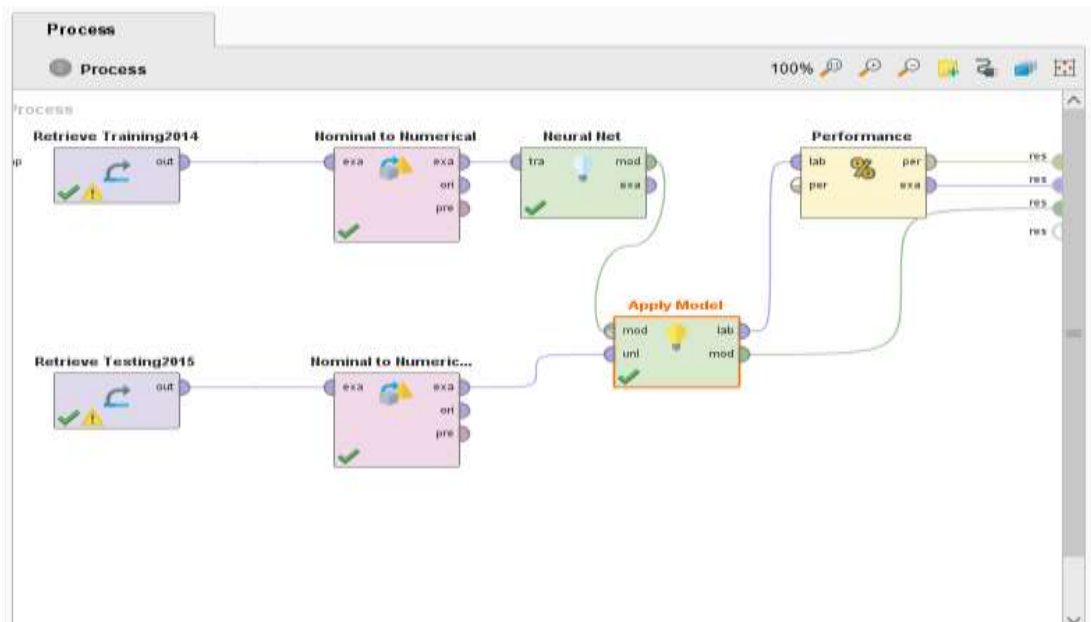 Process
Process
100%
Process
Retrieve Training2014
out
Nominal to Numerical
exa exa
ori
pre
Neural Net
tra mod
exa
Performance
lab per
per exa
res
res
res
res
Apply Model
mod lab
unl mod
Retrieve Testing2015
out
Nominal to Numeric...
exa exa
ori
pre